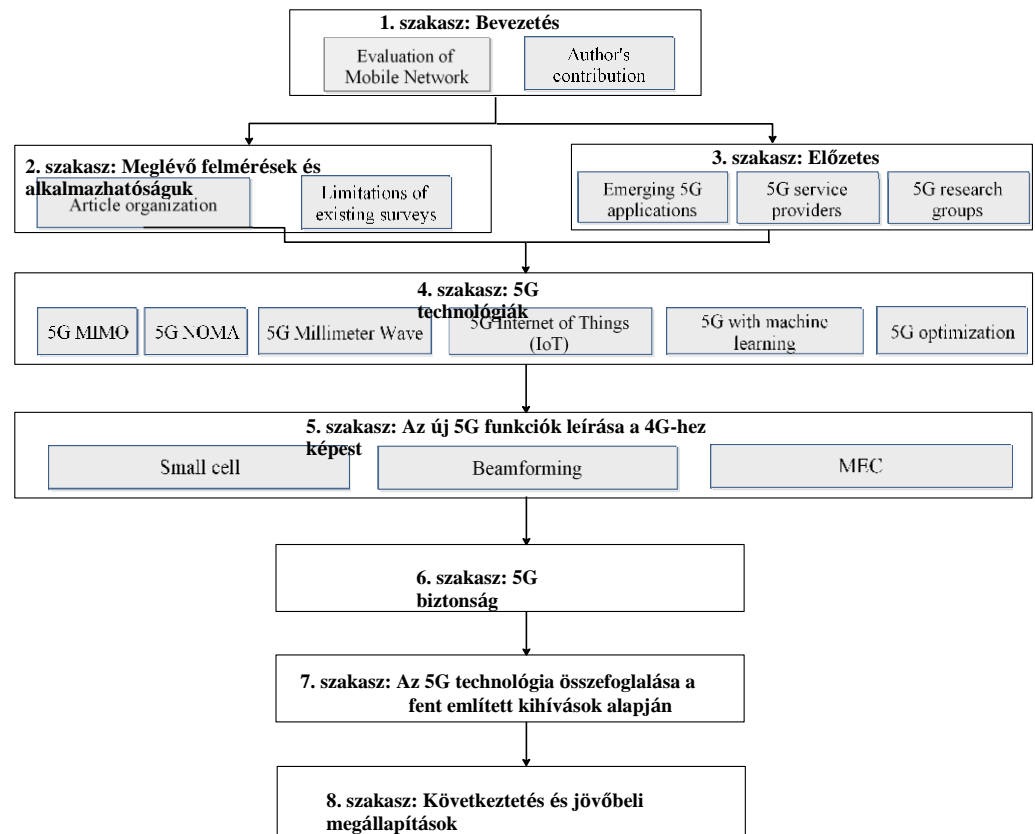 1. szakasz: Bevezetés
Evaluation of
Mobile Network
Author's
contribution
2. szakasz: Meglévő felmérések és
alkalmazhatóságuk
Article organization
Limitations of
existing surveys
3. szakasz: Előzetes
Emerging 5G
applications
5G service
providers
5G research
groups
4. szakasz: 5G
technológiák
5G MIMO
5G NOMA
5G Millimeter Wave
5G Internet of Things
(IoT)
5G with machine
learning
5G optimization
5. szakasz: Az új 5G funkciók leírása a 4G-hez
képest
Small cell
Beamforming
MEC
6. szakasz: 5G
biztonság
7. szakasz: Az 5G technológia összefoglalása a
fent említett kihívások alapján
8. szakasz: Következtetés és jövőbeli
megállapítások